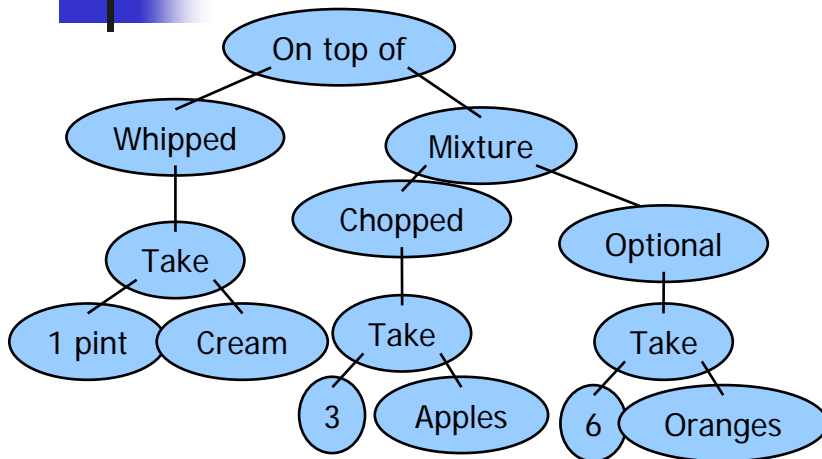 On top of
Whipped
Mixture
Chopped
Optional
Take
1 pint
Cream
Take
Take
3
Apples
6
Oranges